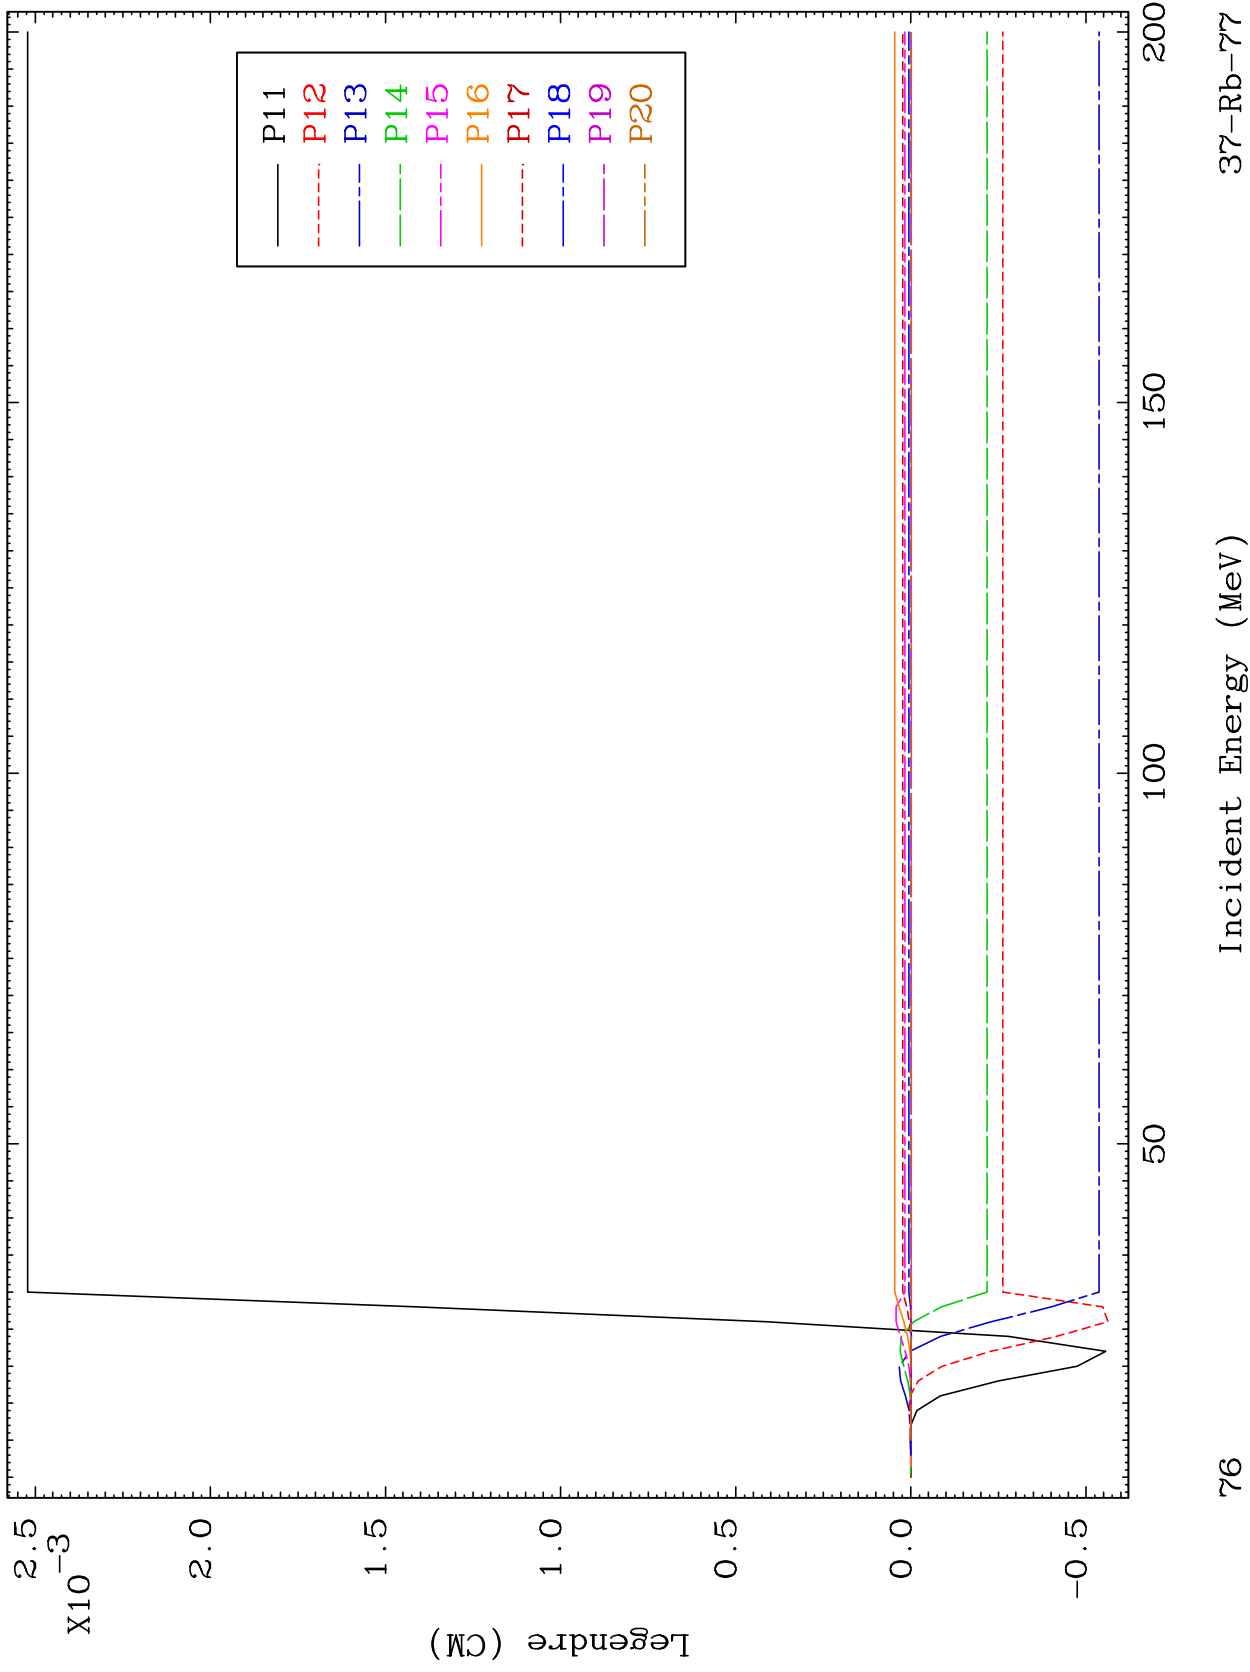 2.5
X10-3
2.0
1.5
1.0
0.5
0.0
-0.5
Legendre (CM)
P11
P12
P13
P14
P15
P16
P17
P18
P19
P20
50
100
150
200
Incident Energy (MeV)
76
37-Rb-77